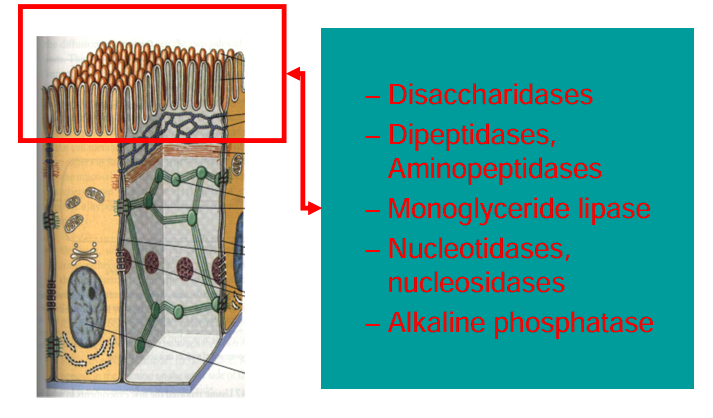 – Disaccharidases
– Dipeptidases,
Aminopeptidases
– Monoglyceride lipase
– Nucleotidases,
nucleosidases
– Alkaline phosphatase